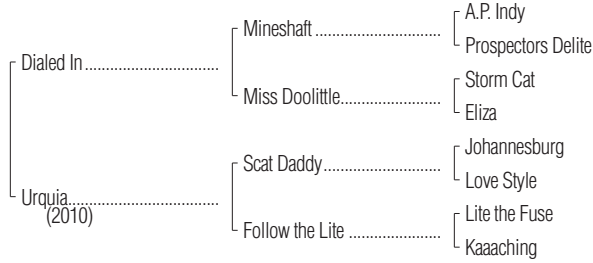 A.P. Indy
Mineshaft
Prospectors Delite
Dialed In
Storm Cat
Miss Doolittle
Eliza
Johannesburg
Scat Daddy
Love Style
Urquia
(2010)
Lite the Fuse
Follow the Lite
Kaaaching